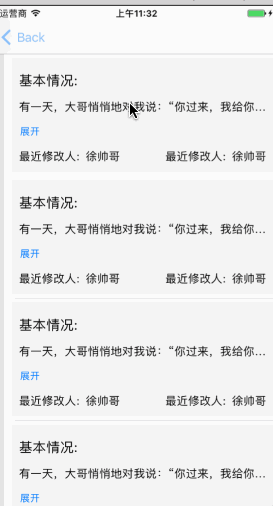 运营商 上午11:32
Back
基本情况:
有一天，大哥悄悄地对我说：“你过来，我给你...
展开
最近修改人: 徐帅哥 最近修改人: 徐帅哥
基本情况:
有一天，大哥悄悄地对我说：“你过来，我给你...
展开
最近修改人: 徐帅哥 最近修改人: 徐帅哥
基本情况:
有一天，大哥悄悄地对我说：“你过来，我给你...
展开
最近修改人: 徐帅哥 最近修改人: 徐帅哥
基本情况:
有一天，大哥悄悄地对我说：“你过来，我给你...
展开